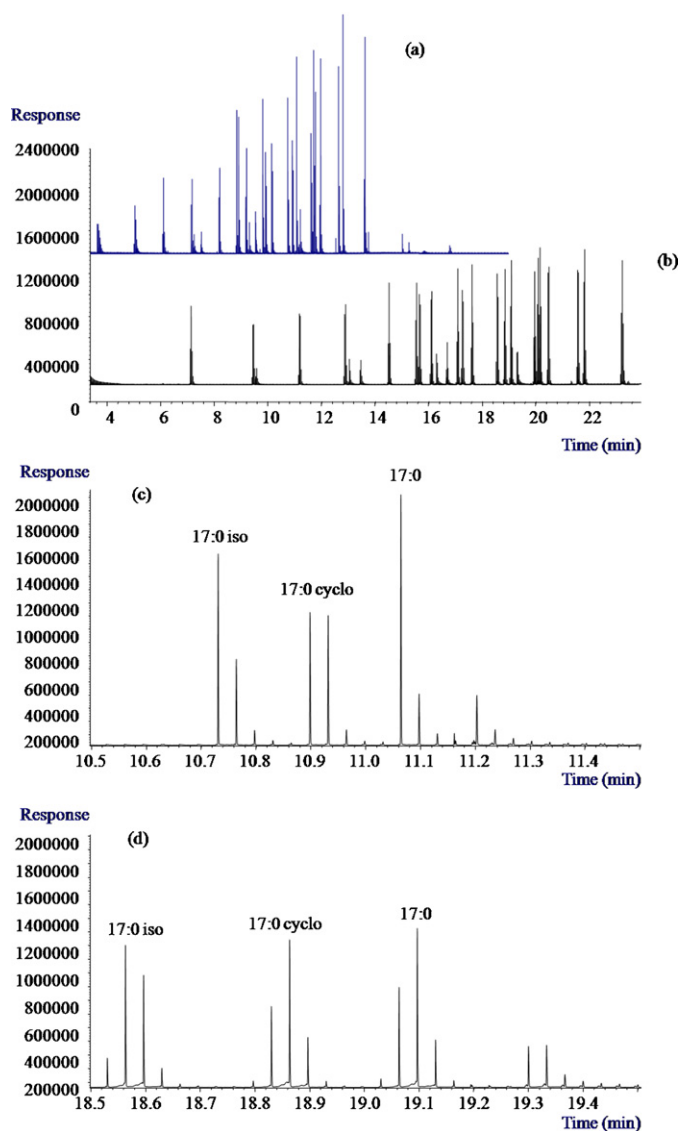 (a)
Response
2400000
2000000
1600000
(b)
1200000
800000
400000
0
4 6 8 10 12 14 16 18 20 22
Time (min)
Response
17:0
(c)
2000000
1800000
17:0 iso
1600000
1400000
17:0 cyclo
1200000
1000000
800000
600000
400000
200000
10.5 10.6 10.7 10.8 10.9 11.0 11.1 11.2 11.3 11.4
Time (min)
Response
(d)
2000000
1800000
1600000
17:0
1400000
17:0 iso 17:0 cyclo
1200000
1000000
800000
600000
400000
200000
18.5 18.6 18.7 18.8 18.9 19.0 19.1 19.2 19.3 19.4
Time (min)